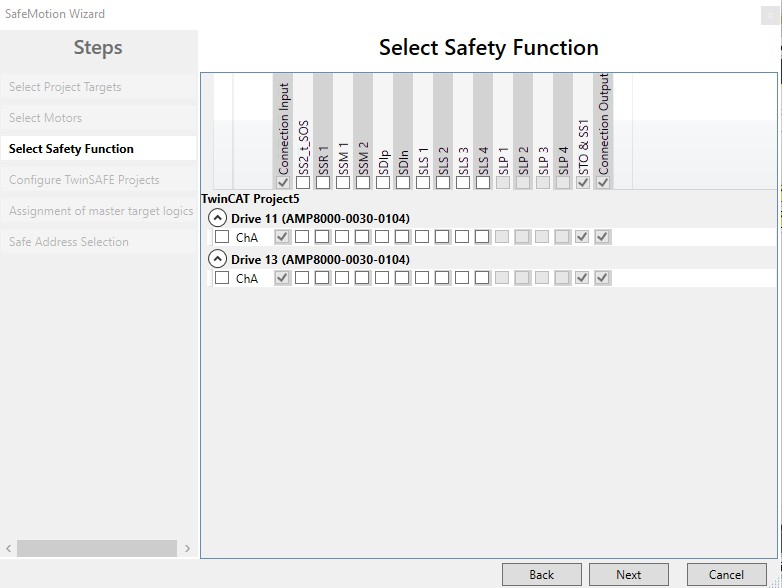 SafeMotion Wizard
Steps
Select Project Targets
Select Motors
Select Safety Function
Configure TwinSAFE Projects
Assignment of master target logics
Safe Address Selection
Select Safety Function
Connection Input
SS2_t_SOS
SSR 1
SSM 1
SSM 2
SDIp
SDIn
SLS 1
SLS 2
SLS 3
SLS 4
SLP 1
SLP 2
SLP 3
SLP 4
STO & SS1
Connection Output
TwinCAT Project5
Drive 11 (AMP8000-0030-0104)
ChA
Drive 13 (AMP8000-0030-0104)
ChA
Back Next Cancel